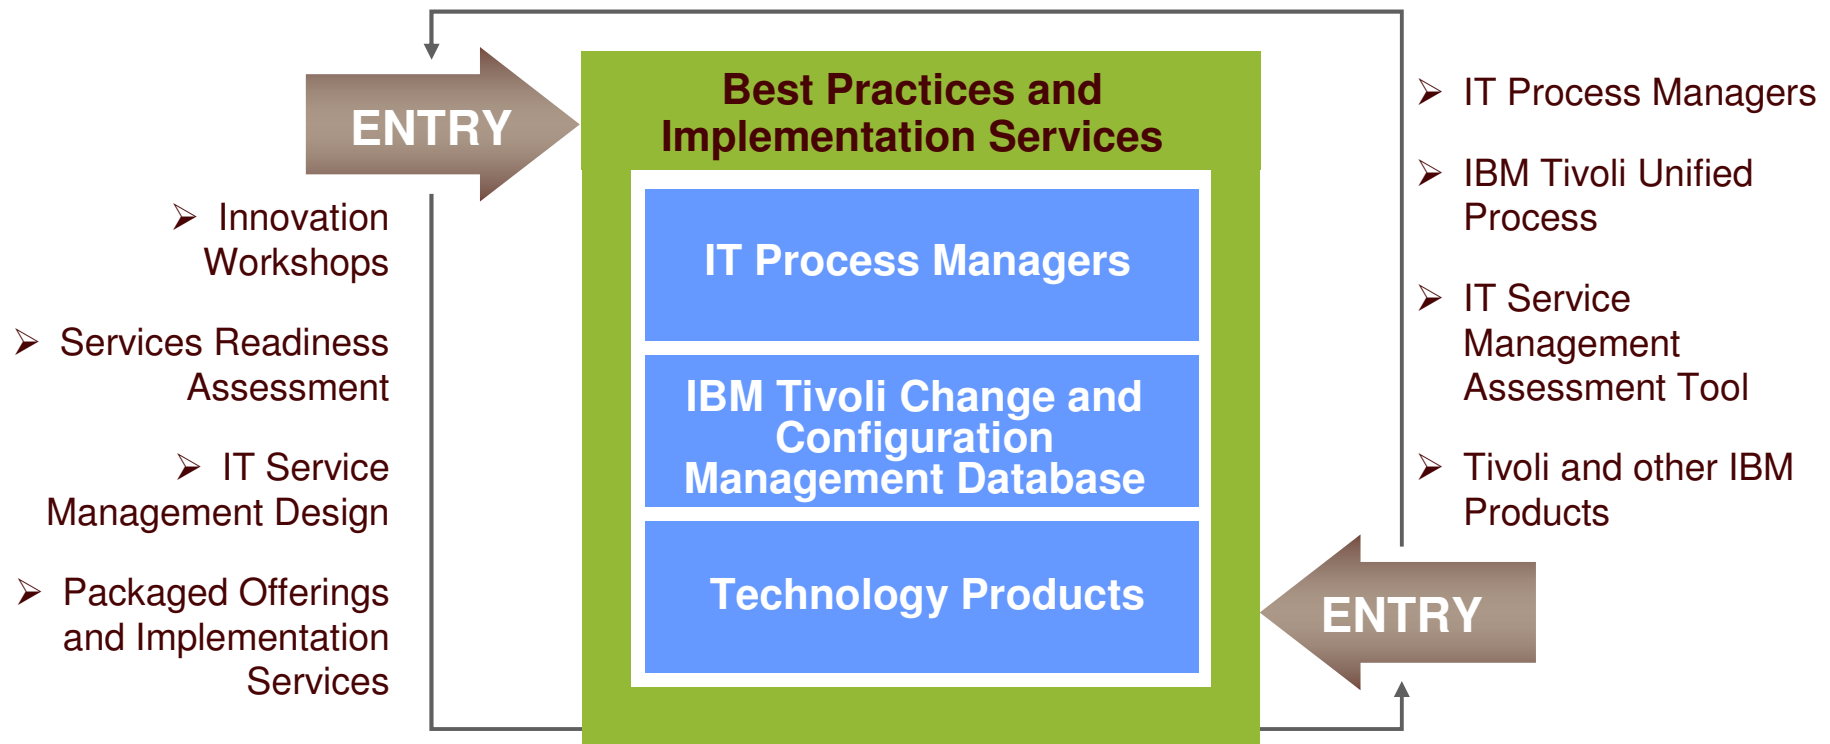 ENTRY
Innovation
Workshops
Services Readiness
Assessment
IT Service
Management Design
Packaged Offerings
and Implementation
Services
Best Practices and
Implementation Services
IT Process Managers
IBM Tivoli Change and
Configuration
Management Database
Technology Products
IT Process Managers
IBM Tivoli Unified
Process
IT Service
Management
Assessment Tool
Tivoli and other IBM
Products
ENTRY